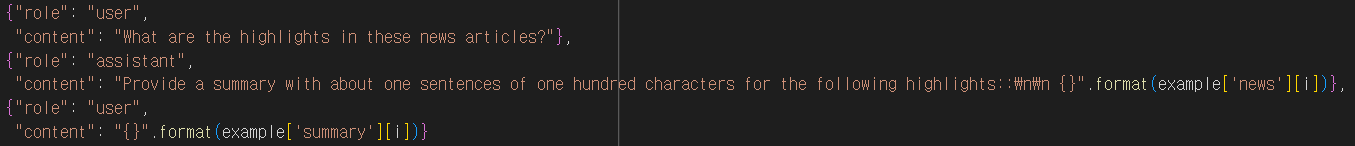 {"role": "user",
"content": "What are the highlights in these news articles?"},
{"role": "assistant",
"content": "Provide a summary with about one sentences of one hundred characters for the following highlights::₩n₩n {}".format(example['news'][i])},
{"role": "user",
"content": "{}".format(example['summary'][i])}